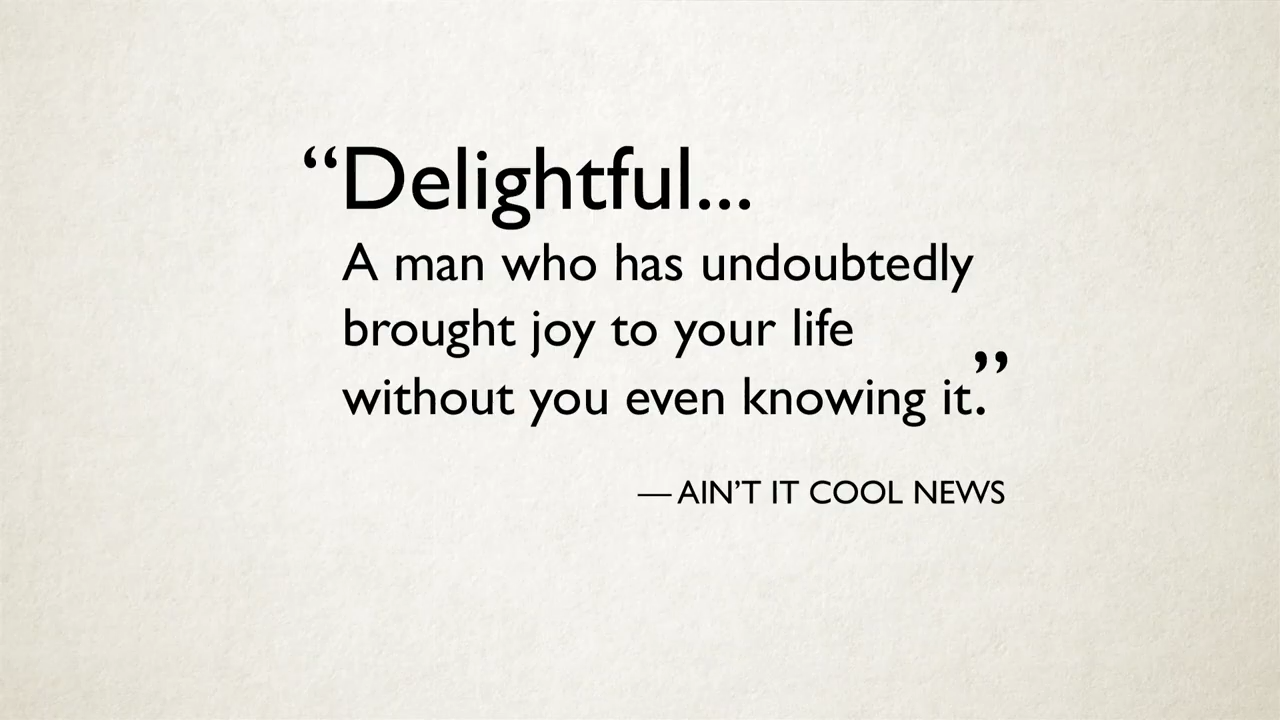 “Delightful...
A man who has undoubtedly
brought joy to your life
without you even knowing it.”
— AIN’T IT COOL NEWS